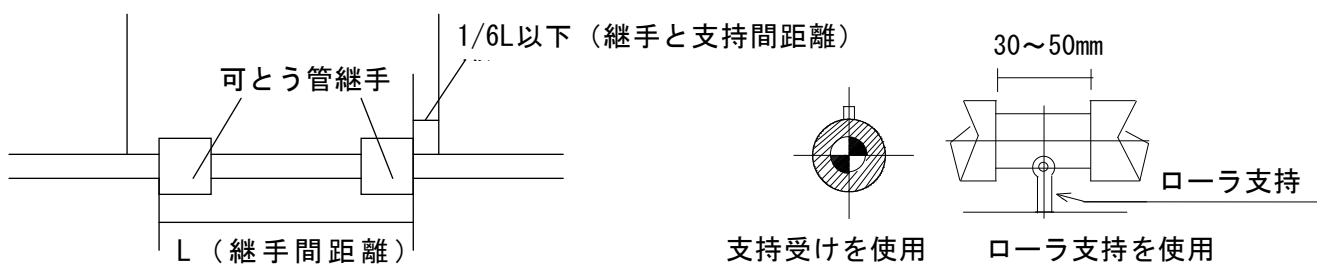 1/6L以下（継手と支持間距離）
可とう管継手
L（継手間距離）
30～50mm
ローラ支持
支持受けを使用
ローラ支持を使用